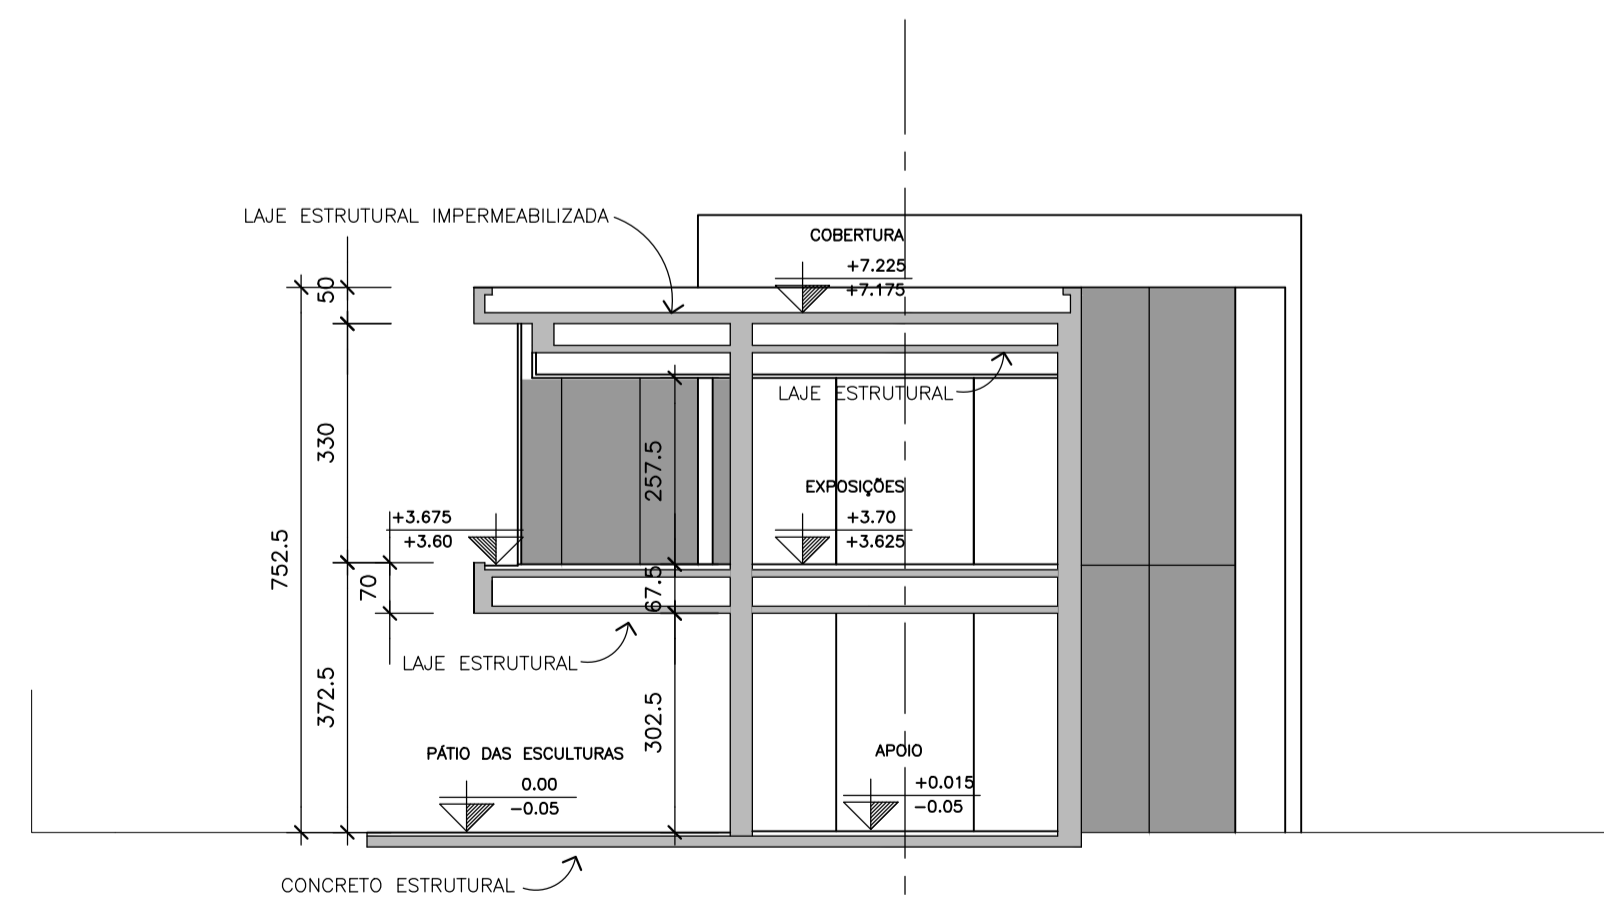 LAJE ESTRUTURAL IMPERMEABILIZADA
COBERTURA
+7.225
+7.175
50
LAJE ESTRUTURAL
330
257.5
EXPOSIÇÕES
+3.675
+3.60
+3.70
+3.625
752.5
70
67.5
LAJE ESTRUTURAL
372.5
302.5
PÁTIO DAS ESCULTURAS
0.00
-0.05
APOIO
+0.015
-0.05
CONCRETO ESTRUTURAL